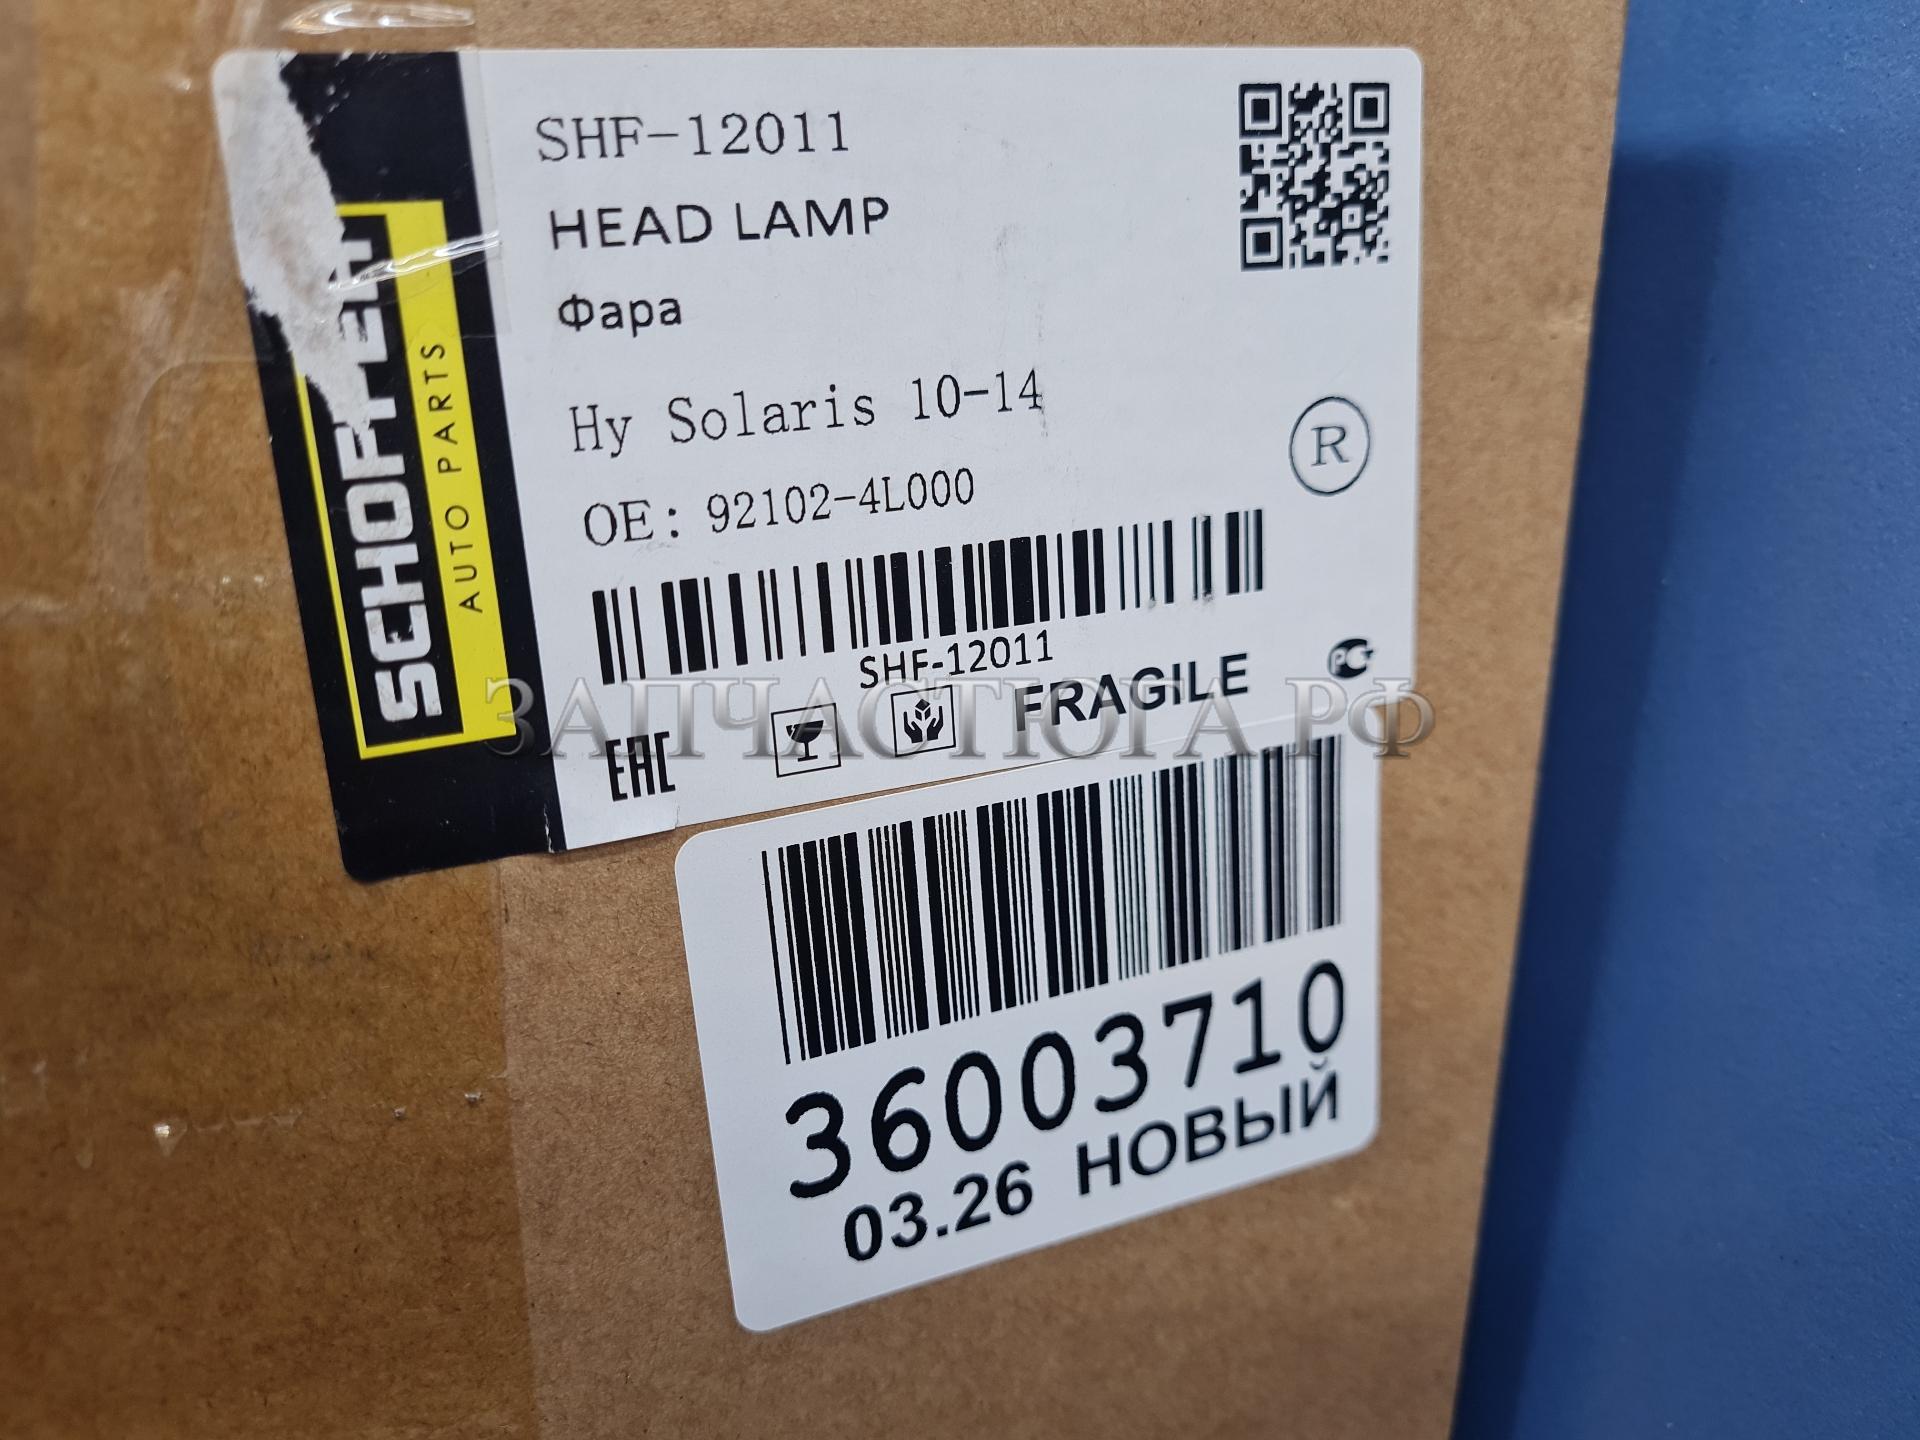 SHF-12011
HEAD LAMP
Фара
Hy Solaris 10-14
OE: 92102-4L000
R
SHF-12011
EAC
FRAGILE
РСТ
AUTO PARTS
ЗАПЧАСТЮГА.РФ
36003710
03.26 НОВЫЙ